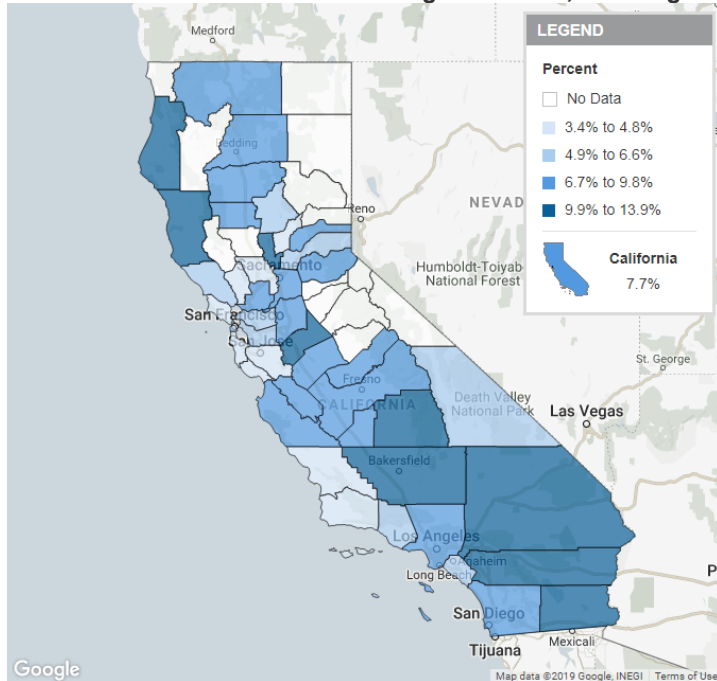 Medford
LEGEND
Percent
No Data
3.4% to 4.8%
4.9% to 6.6%
6.7% to 9.8%
9.9% to 13.9%
California
7.7%
Redding
Reno
NEVAD
Sacramento
Humboldt-Toiyab
National Forest
San Francisco
San Jose
St. George
Fresno
Death Valley
National Park
CALIFORNIA
Las Vegas
Bakersfield
Los Angeles
Anaheim
Long Beach
P
San Diego
Mexicali
Tijuana
Google
Map data ©2019 Google, INEGI
Terms of Use